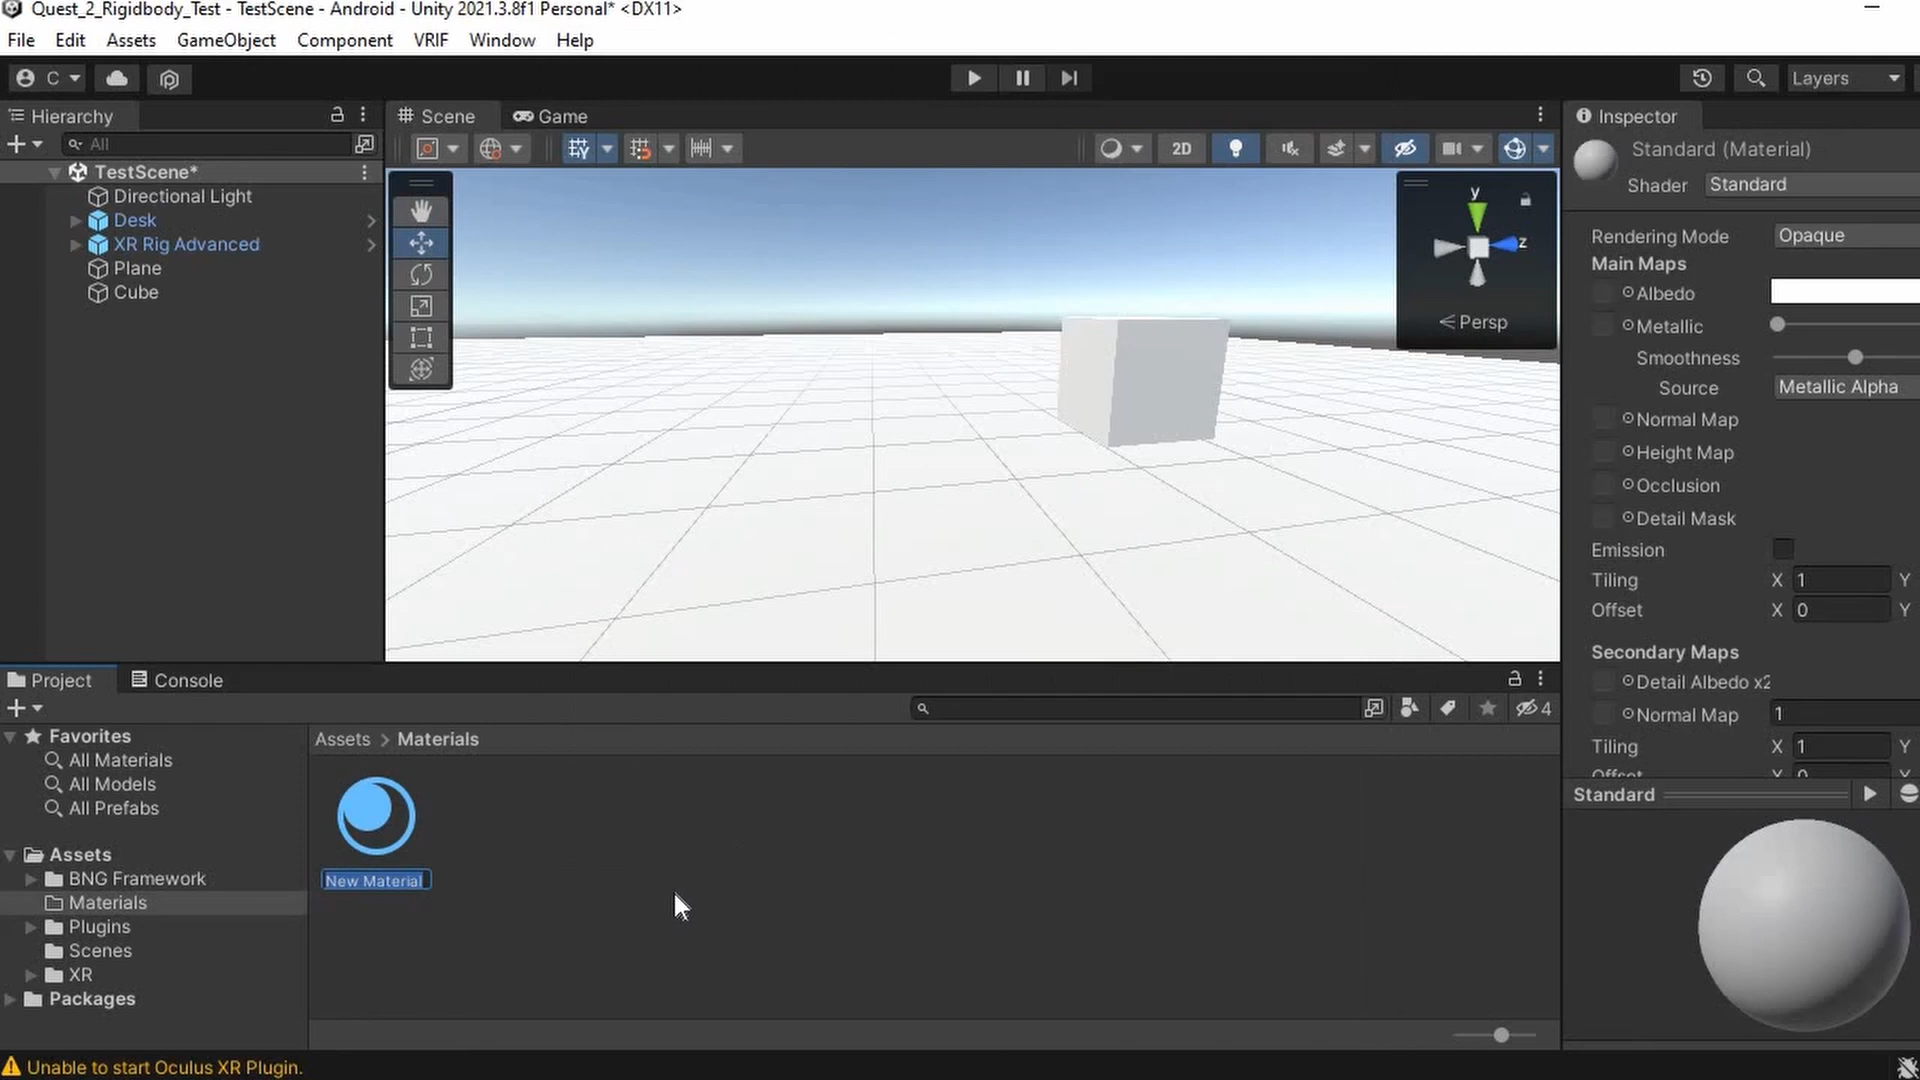 Quest_2_Rigidbody_Test - TestScene - Android - Unity 2021.3.8f1 Personal* <DX11>
File Edit Assets GameObject Component VRIF Window Help
C Layers
Hierarchy
All
TestScene*
Directional Light
Desk
XR Rig Advanced
Plane
Cube
Scene Game
2D
y
z
Persp
Inspector
Standard (Material)
Shader Standard
Rendering Mode Opaque
Main Maps
Albedo
Metallic
Smoothness
Source Metallic Alpha
Normal Map
Height Map
Occlusion
Detail Mask
Emission
Tiling X 1 Y
Offset X 0 Y
Secondary Maps
Detail Albedo x2
Normal Map 1
Tiling X 1 Y
Offset X 0 Y
Standard
Project Console
4
Favorites
All Materials
All Models
All Prefabs
Assets
BNG Framework
Materials
Plugins
Scenes
XR
Packages
Assets > Materials
New Material
Unable to start Oculus XR Plugin.